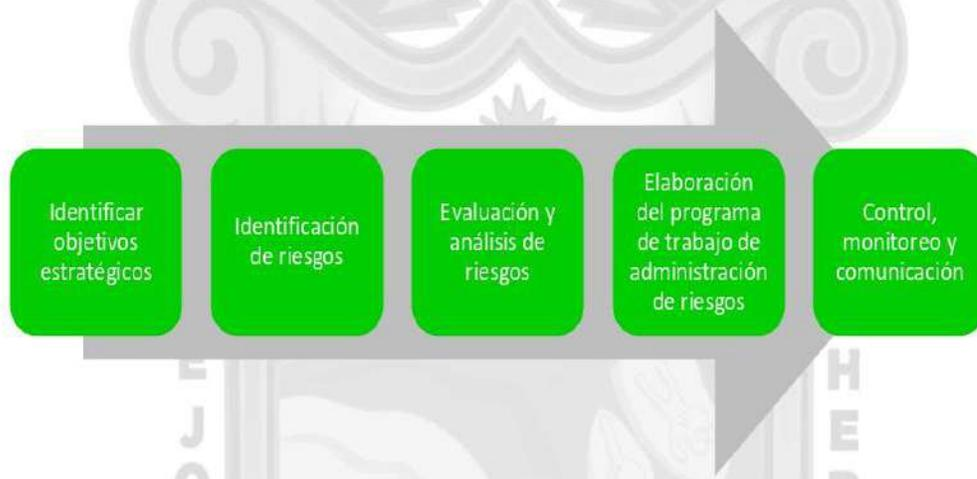 Identificar
objetivos
estratégicos
Identificación
de riesgos
Evaluación y
análisis de
riesgos
Elaboración
del programa
de trabajo de
administración
de riesgos
Control,
monitoreo y
comunicación
E
J
H
E